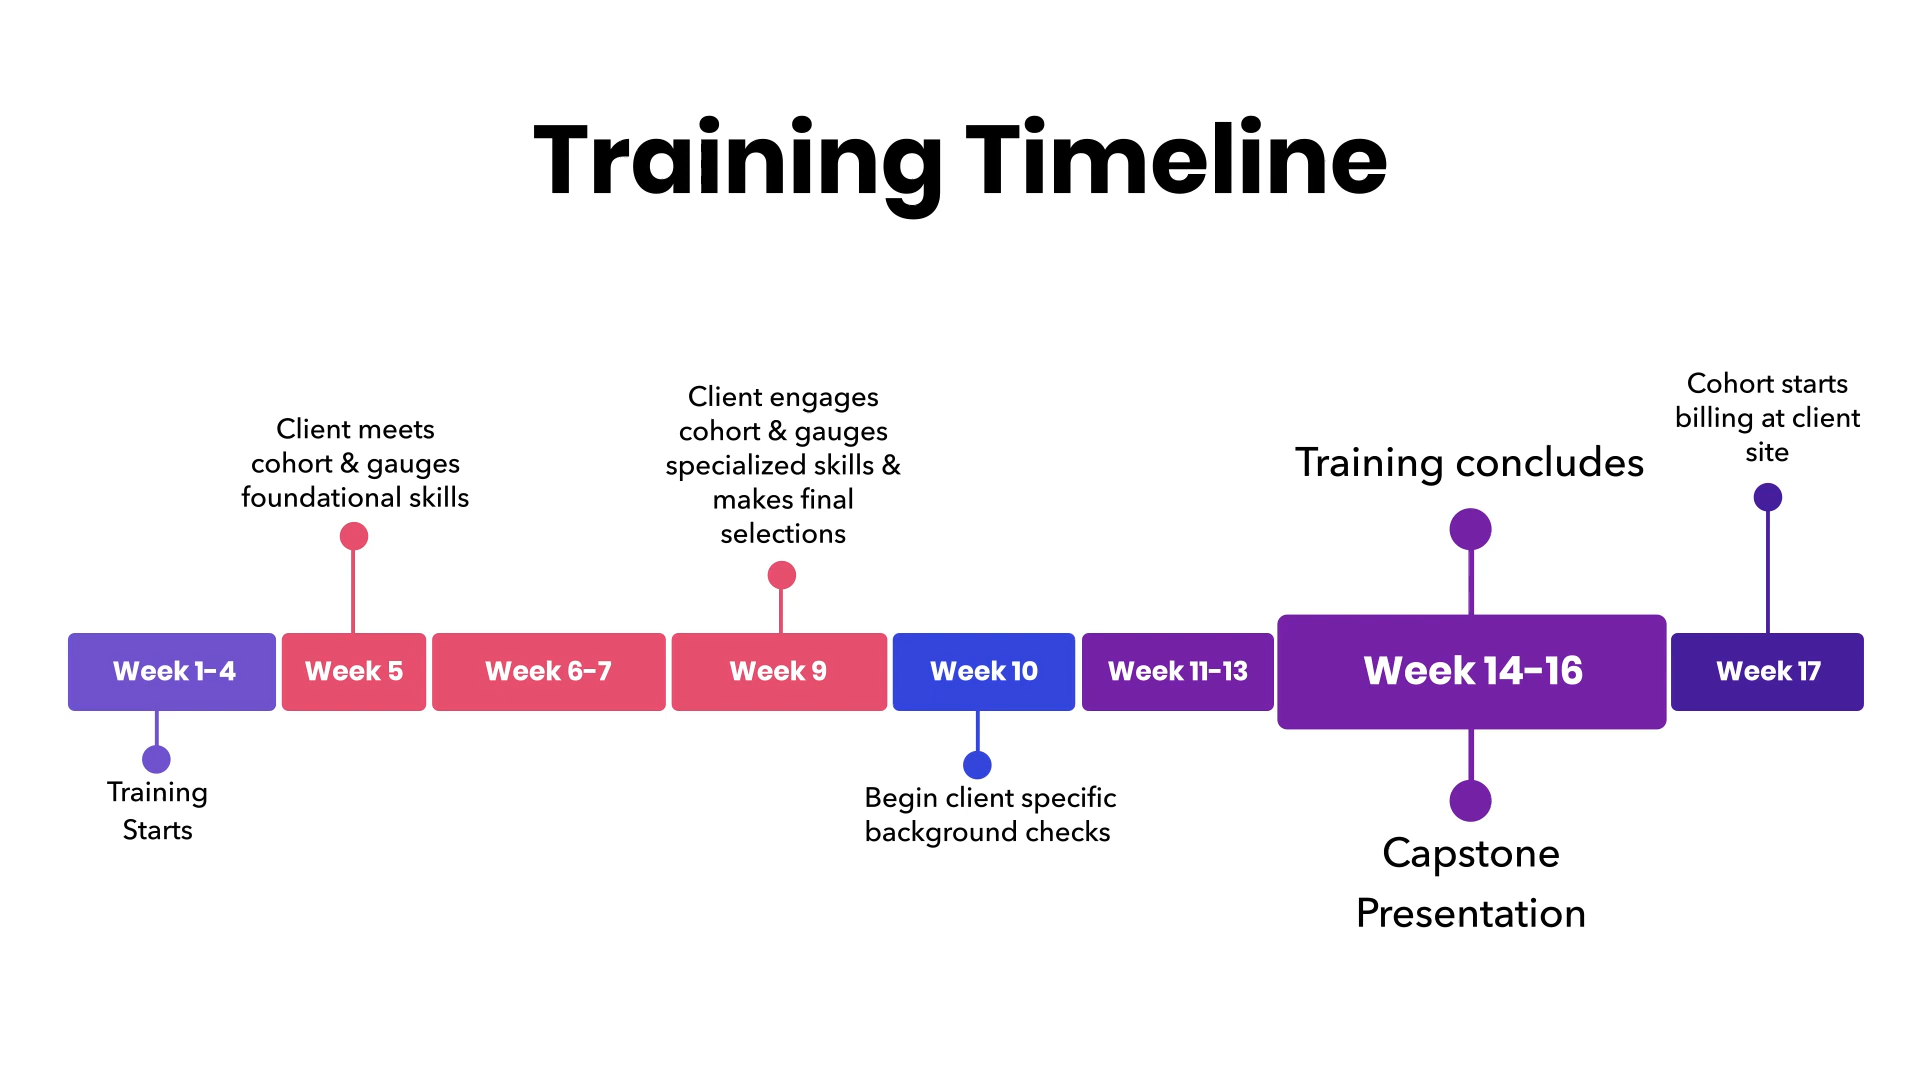 Training Timeline
Client meets
cohort & gauges
foundational skills
Client engages
cohort & gauges
specialized skills &
makes final
selections
Training concludes
Cohort starts
billing at client
site
Week 1-4
Week 5
Week 6-7
Week 9
Week 10
Week 11-13
Week 14-16
Week 17
Training
Starts
Begin client specific
background checks
Capstone
Presentation